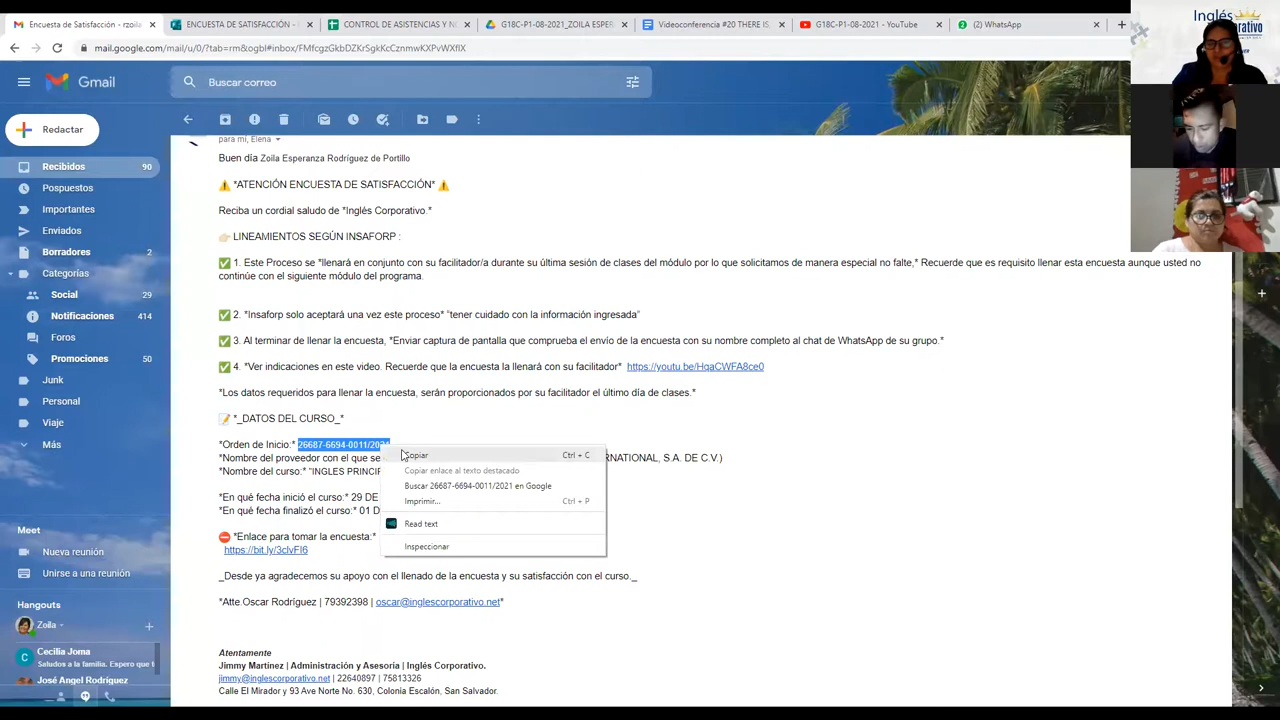 Encuesta de Satisfacción - rzoila
ENCUESTA DE SATISFACCIÓN -
CONTROL DE ASISTENCIAS Y NO
G18C-P1-08-2021_ZOILA ESPER
Videoconferencia #20 THERE IS
G18C-P1-08-2021 - YouTube
(2) WhatsApp
mail.google.com/mail/u/0/?tab=rm&ogbl#inbox/FMfcgzGkbDZKrSgkKcCznmwKXPvWXflX
Inglés
Corporativo
Gmail
Buscar correo
Redactar
Recibidos 90
Pospuestos
Importantes
Enviados
Borradores 2
Categorías
Social 29
Notificaciones 414
Foros
Promociones 50
Junk
Personal
Viaje
Más
Meet
Nueva reunión
Unirse a una reunión
Hangouts
Zoila
Cecilia Joma
Saludos a la familia. Espero que t
José Angel Rodríguez
para mí, Elena
Buen día Zoila Esperanza Rodríguez de Portillo
⚠️ *ATENCIÓN ENCUESTA DE SATISFACCIÓN* ⚠️
Reciba un cordial saludo de *Inglés Corporativo.*
👉🏻 LINEAMIENTOS SEGÚN INSAFORP :
✅ 1. Este Proceso se *llenará en conjunto con su facilitador/a durante su última sesión de clases del módulo por lo que solicitamos de manera especial no falte,* Recuerde que es requisito llenar esta encuesta aunque usted no
continúe con el siguiente módulo del programa.
✅ 2. *Insaforp solo aceptará una vez este proceso* "tener cuidado con la información ingresada"
✅ 3. Al terminar de llenar la encuesta, *Enviar captura de pantalla que comprueba el envío de la encuesta con su nombre completo al chat de WhatsApp de su grupo.*
✅ 4. *Ver indicaciones en este video. Recuerde que la encuesta la llenará con su facilitador* https://youtu.be/HqaCWFA8ce0
*Los datos requeridos para llenar la encuesta, serán proporcionados por su facilitador el último día de clases.*
📝 *_DATOS DEL CURSO_*
*Orden de Inicio:* 26687-6694-0011/2021
*Nombre del proveedor con el que se RNATIONAL, S.A. DE C.V.)
*Nombre del curso:* "INGLES PRINCIP
*En qué fecha inició el curso:* 29 DE
*En qué fecha finalizó el curso:* 01 D
⛔ *Enlace para tomar la encuesta:*
https://bit.ly/3clvFI6
Copiar Ctrl + C
Copiar enlace al texto destacado
Buscar 26687-6694-0011/2021 en Google
Imprimir... Ctrl + P
Read text
Inspeccionar
_Desde ya agradecemos su apoyo con el llenado de la encuesta y su satisfacción con el curso._
*Atte.Oscar Rodríguez | 79392398 | oscar@inglescorporativo.net*
Atentamente
Jimmy Martínez | Administración y Asesoria | Inglés Corporativo.
jimmy@inglescorporativo.net | 22640897 | 75813326
Calle El Mirador y 93 Ave Norte No. 630, Colonia Escalón, San Salvador.